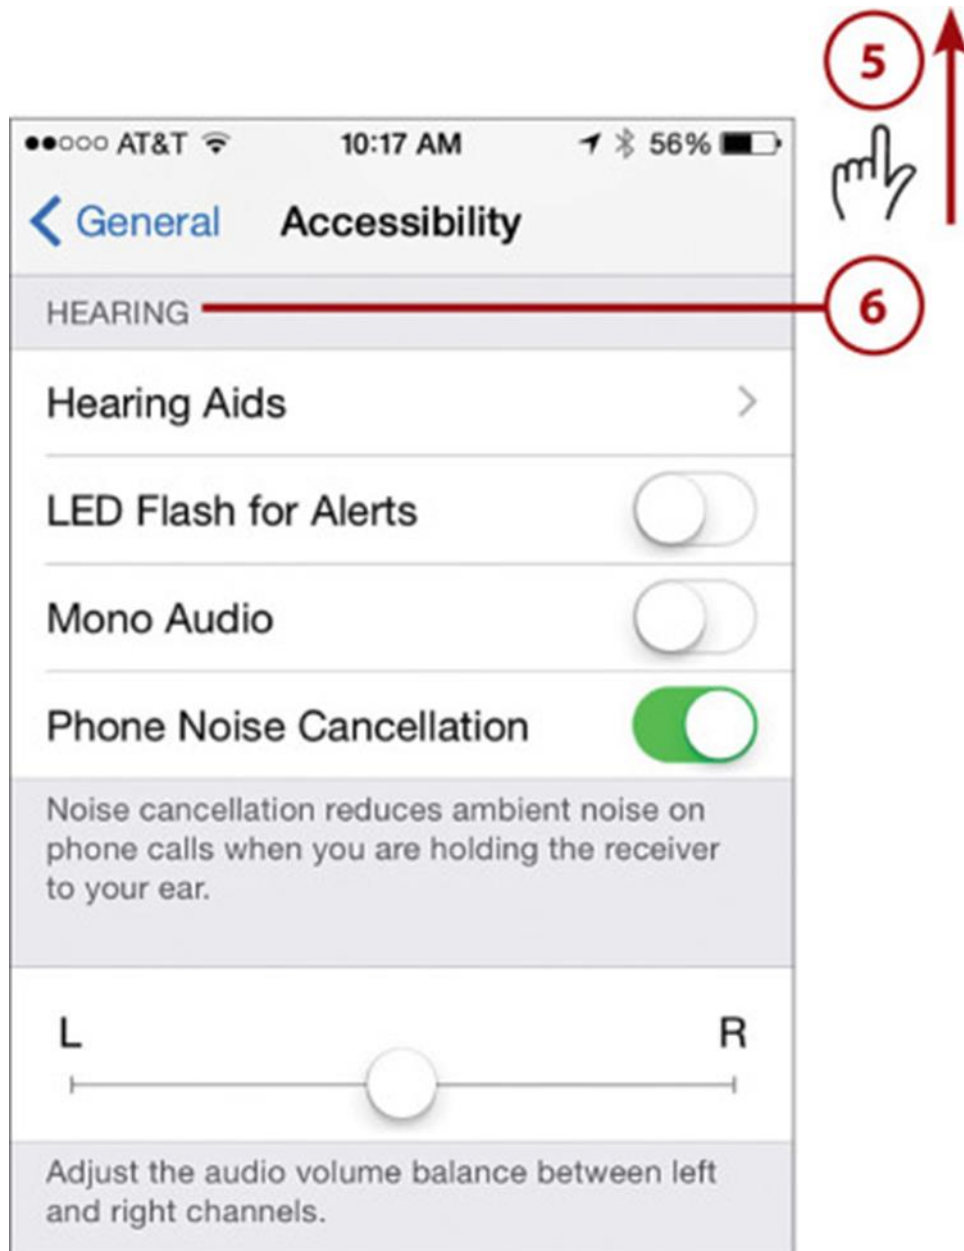 5
●●○○○ AT&T 10:17 AM 56%
General Accessibility
HEARING
6
Hearing Aids
LED Flash for Alerts
Mono Audio
Phone Noise Cancellation
Noise cancellation reduces ambient noise on
phone calls when you are holding the receiver
to your ear.
L R
Adjust the audio volume balance between left
and right channels.